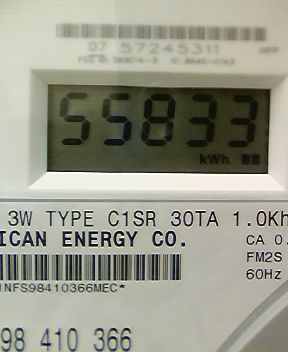 07 57245311
55833
kWh
3W TYPE C1SR 30TA 1.0Kh
ICAN ENERGY CO.
CA 0.
FM2S
60Hz
NFS98410366MEC*
98 410 366